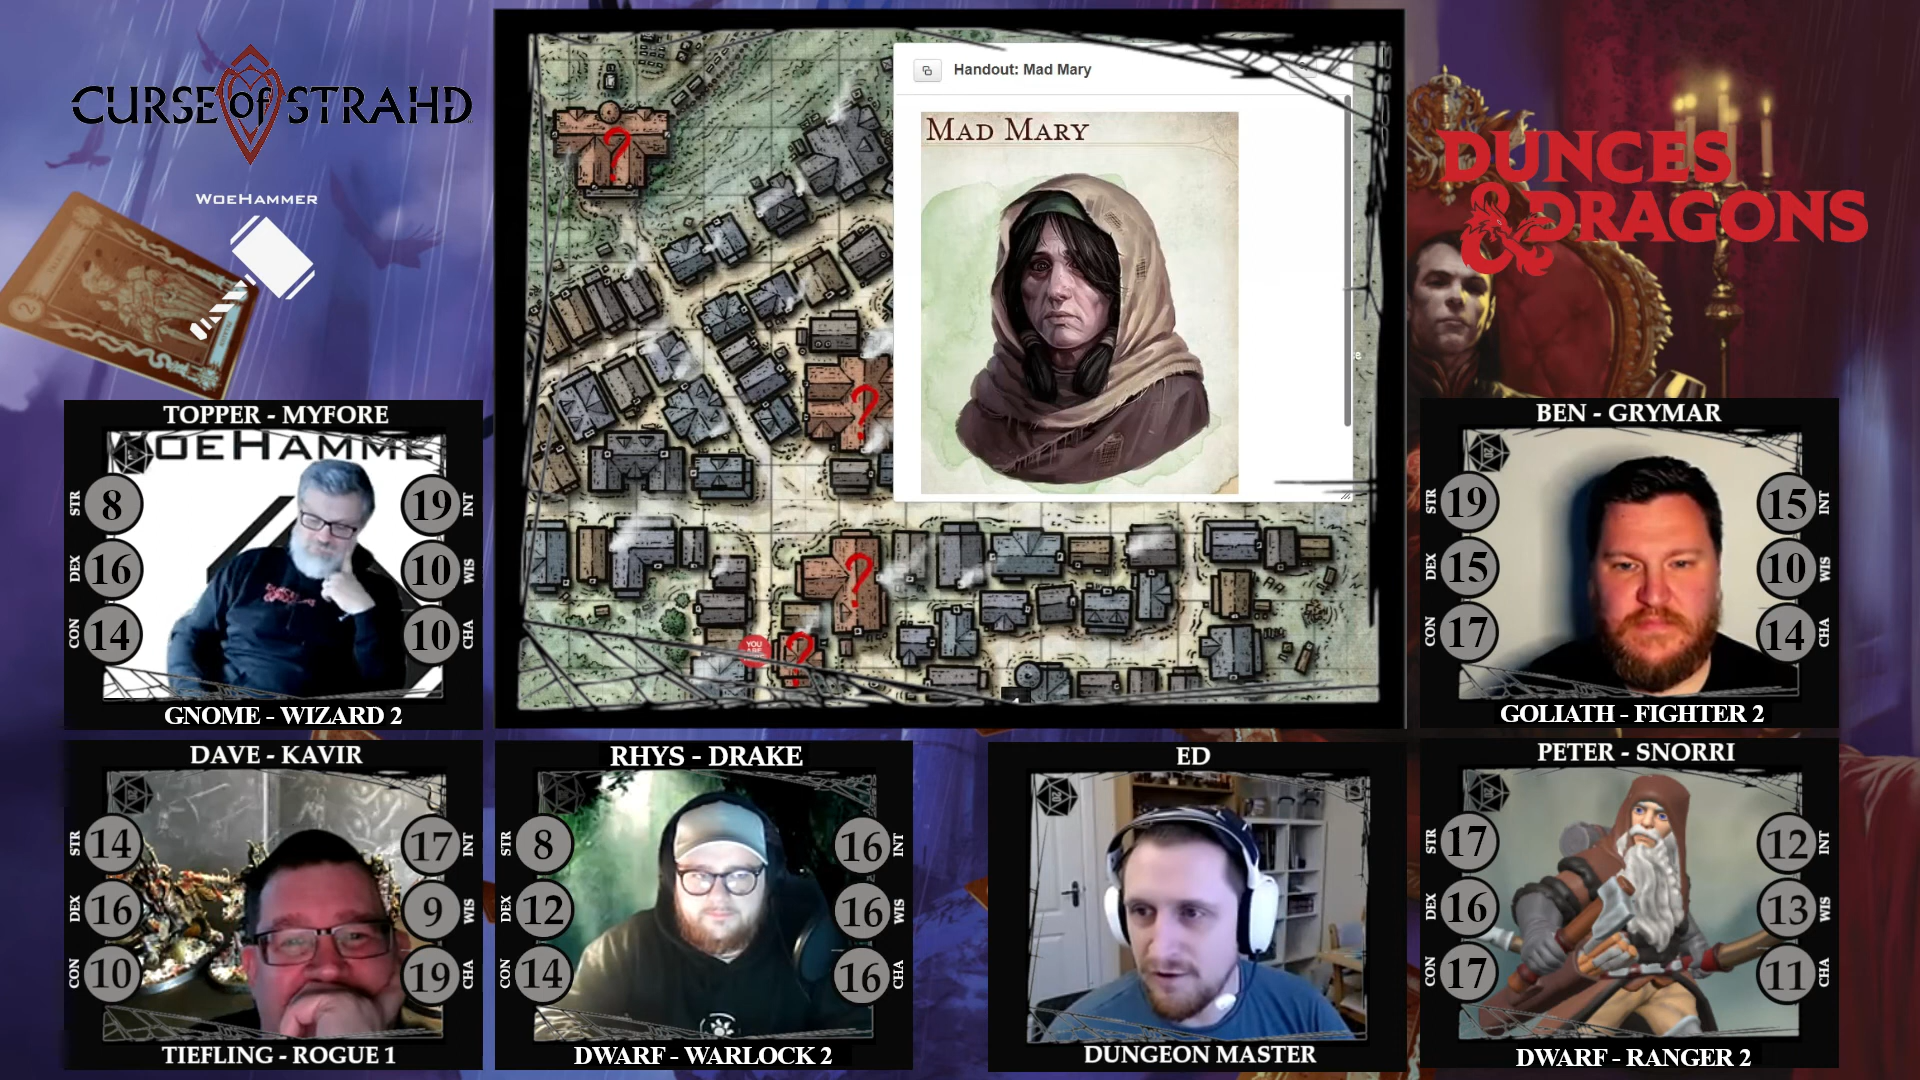 CURSE of STRAHD
WOEHAMMER
Handout: Mad Mary
MAD MARY
DUNCES
& DRAGONS
TOPPER - MYFORE
WOEHAMME
STR 8
19 INT
DEX 16
10 WIS
CON 14
10 CHA
GNOME - WIZARD 2
YOU
BEN - GRYMAR
STR 19
15 INT
DEX 15
10 WIS
CON 17
14 CHA
GOLIATH - FIGHTER 2
DAVE - KAVIR
STR 14
17 INT
DEX 16
9 WIS
CON 10
19 CHA
TIEFLING - ROGUE 1
RHYS - DRAKE
STR 8
16 INT
DEX 12
16 WIS
CON 14
16 CHA
DWARF - WARLOCK 2
ED
DUNGEON MASTER
PETER - SNORRI
STR 17
12 INT
DEX 16
13 WIS
CON 17
11 CHA
DWARF - RANGER 2